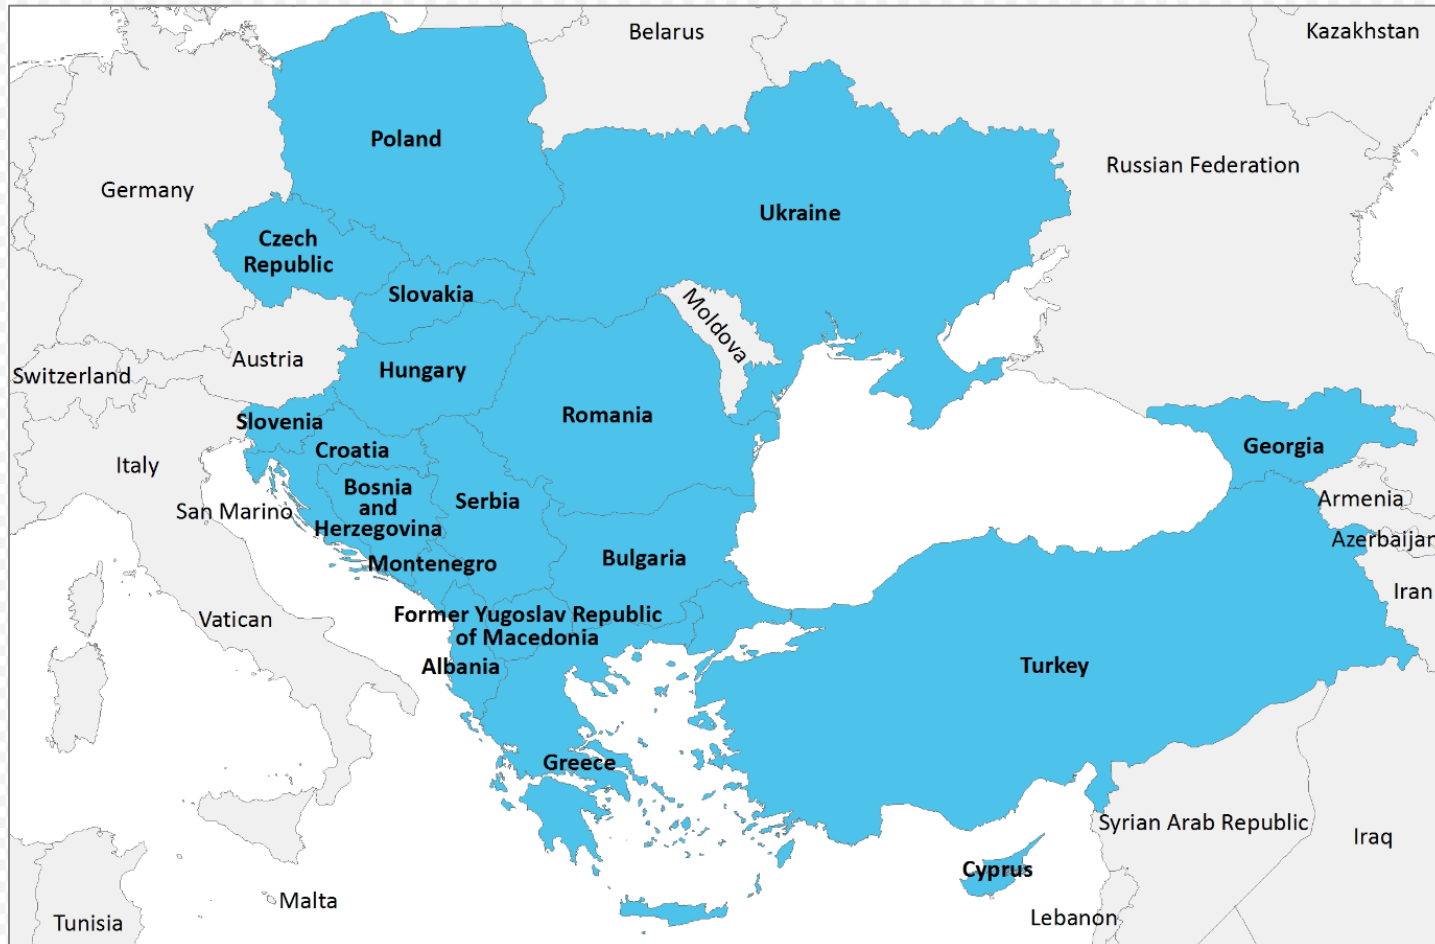 Belarus
Kazakhstan
Poland
Russian Federation
Germany
Ukraine
Czech
Republic
Slovakia
Moldova
Austria
Switzerland
Hungary
Romania
Slovenia
Croatia
Georgia
Italy
Bosnia
and
Herzegovina
Serbia
San Marino
Armenia
Azerbaijan
Bulgaria
Montenegro
Iran
Former Yugoslav Republic
of Macedonia
Vatican
Albania
Turkey
Greece
Syrian Arab Republic
Iraq
Cyprus
Malta
Lebanon
Tunisia